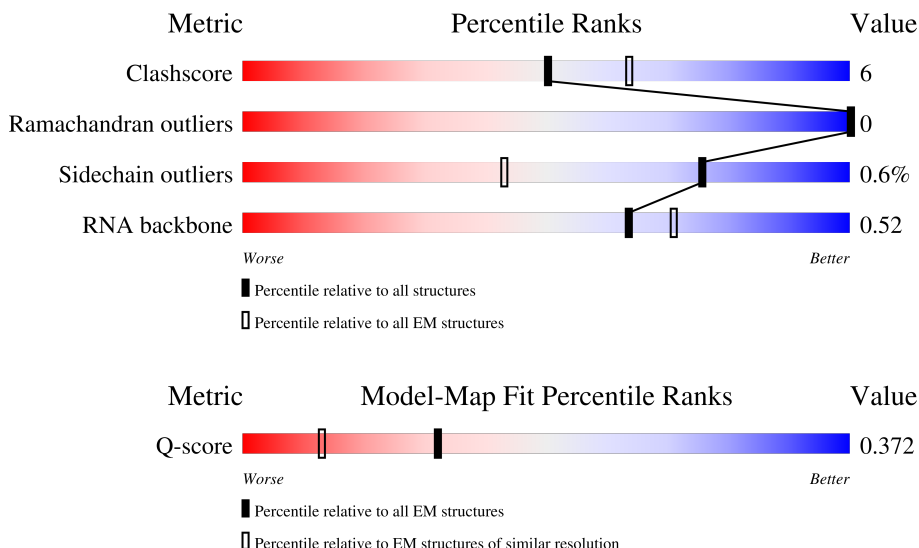 Metric Percentile Ranks Value
Clashscore 6
Ramachandran outliers 0
Sidechain outliers 0.6%
RNA backbone 0.52
Worse Better
Percentile relative to all structures
Percentile relative to all EM structures
Metric Model-Map Fit Percentile Ranks Value
Q-score 0.372
Worse Better
Percentile relative to all EM structures
Percentile relative to EM structures of similar resolution